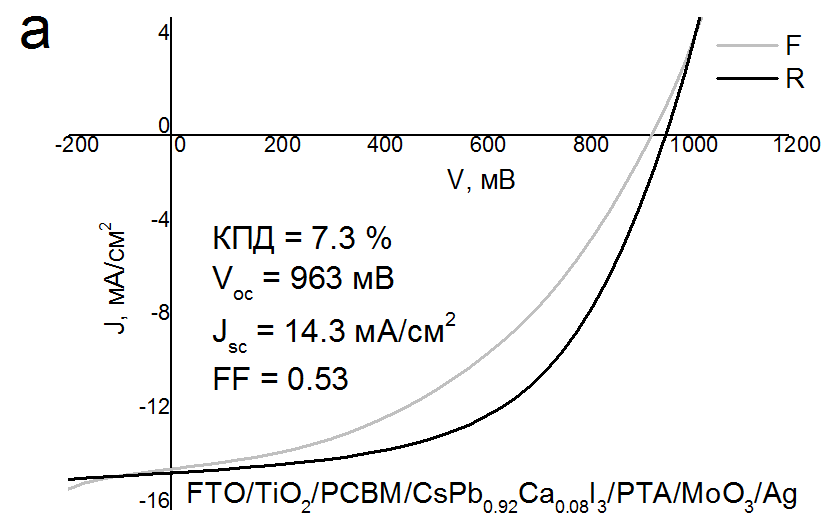 a
4
F
R
0
-200 0 200 400 600 800 1000 1200
V, мВ
-4
J, мА/см²
КПД = 7.3 %
Vₒc = 963 мВ
-8
Jsc = 14.3 мА/см²
FF = 0.53
-12
-16
FTO/TiO₂/PCBM/CsPb₀.₉₂Ca₀.₀₈I₃/PTA/MoO₃/Ag